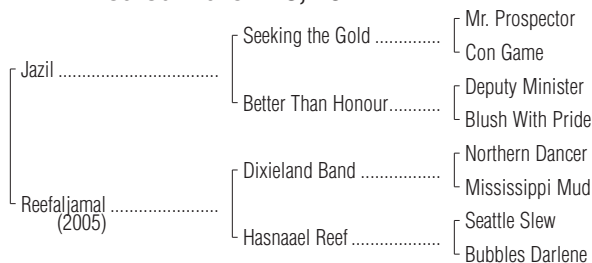 Mr. Prospector
Seeking the Gold ..............
Con Game
Jazil ..................................
Deputy Minister
Better Than Honour...........
Blush With Pride
Northern Dancer
Dixieland Band .................
Mississippi Mud
Reefaljamal .......................
(2005)
Seattle Slew
Hasnaael Reef ...................
Bubbles Darlene